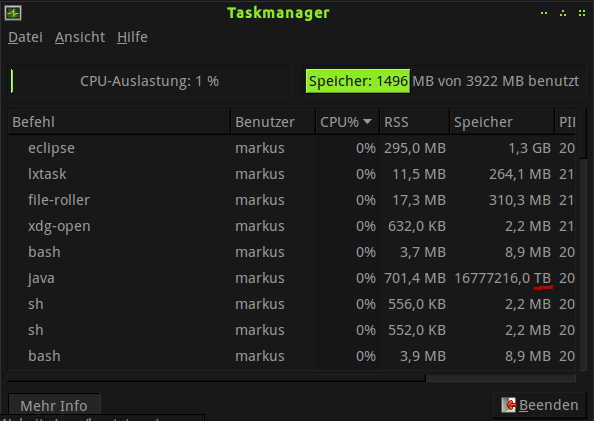 Taskmanager
Datei Ansicht Hilfe
CPU-Auslastung: 1 % Speicher: 1496 MB von 3922 MB benutzt
Befehl Benutzer CPU% RSS Speicher PII
eclipse markus 0% 295,0 MB 1,3 GB 20
lxtask markus 0% 11,5 MB 264,1 MB 21
file-roller markus 0% 17,3 MB 310,3 MB 21
xdg-open markus 0% 632,0 KB 2,2 MB 21
bash markus 0% 3,7 MB 8,9 MB 20
java markus 0% 701,4 MB 16777216,0 TB 20
sh markus 0% 556,0 KB 2,2 MB 20
sh markus 0% 552,0 KB 2,2 MB 20
bash markus 0% 3,9 MB 8,9 MB 20
Mehr Info Beenden